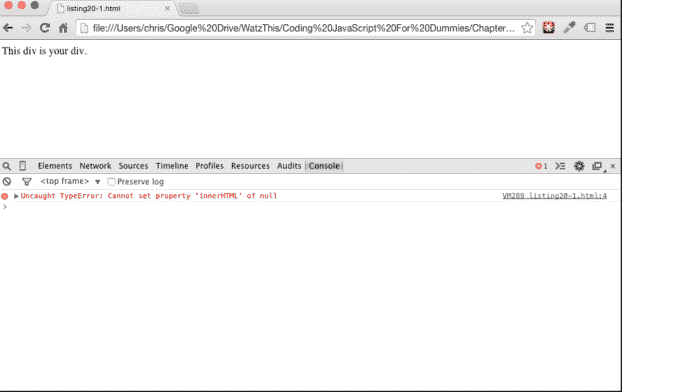 listing20-1.html
file:///Users/chris/Google%20Drive/WatzThis/Coding%20JavaScript%20For%20Dummies/Chapter...
This div is your div.
Elements Network Sources Timeline Profiles Resources Audits Console 1
<top frame> Preserve log
Uncaught TypeError: Cannot set property 'innerHTML' of null VM289 listing20-1.html:4